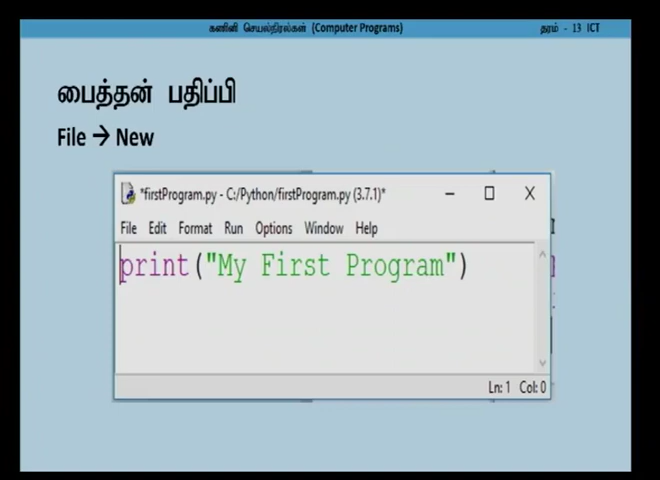 கணினி செயல்நிரல்கள் (Computer Programs) தரம் - 13 ICT
பைத்தன் பதிப்பி
File → New
*firstProgram.py - C:/Python/firstProgram.py (3.7.1)*
File Edit Format Run Options Window Help
print("My First Program")
Ln: 1 Col: 0